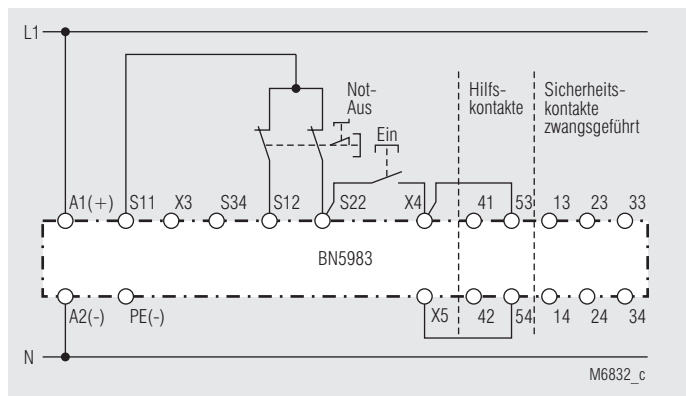 L1
Not-
Aus
Ein
Hilfs-
kontakte
Sicherheits-
kontakte
zwangsgeführt
A1(+) S11 X3 S34 S12 S22 X4 41 53 13 23 33
BN5983
A2(-) PE(-) X5 42 54 14 24 34
N
M6832_c